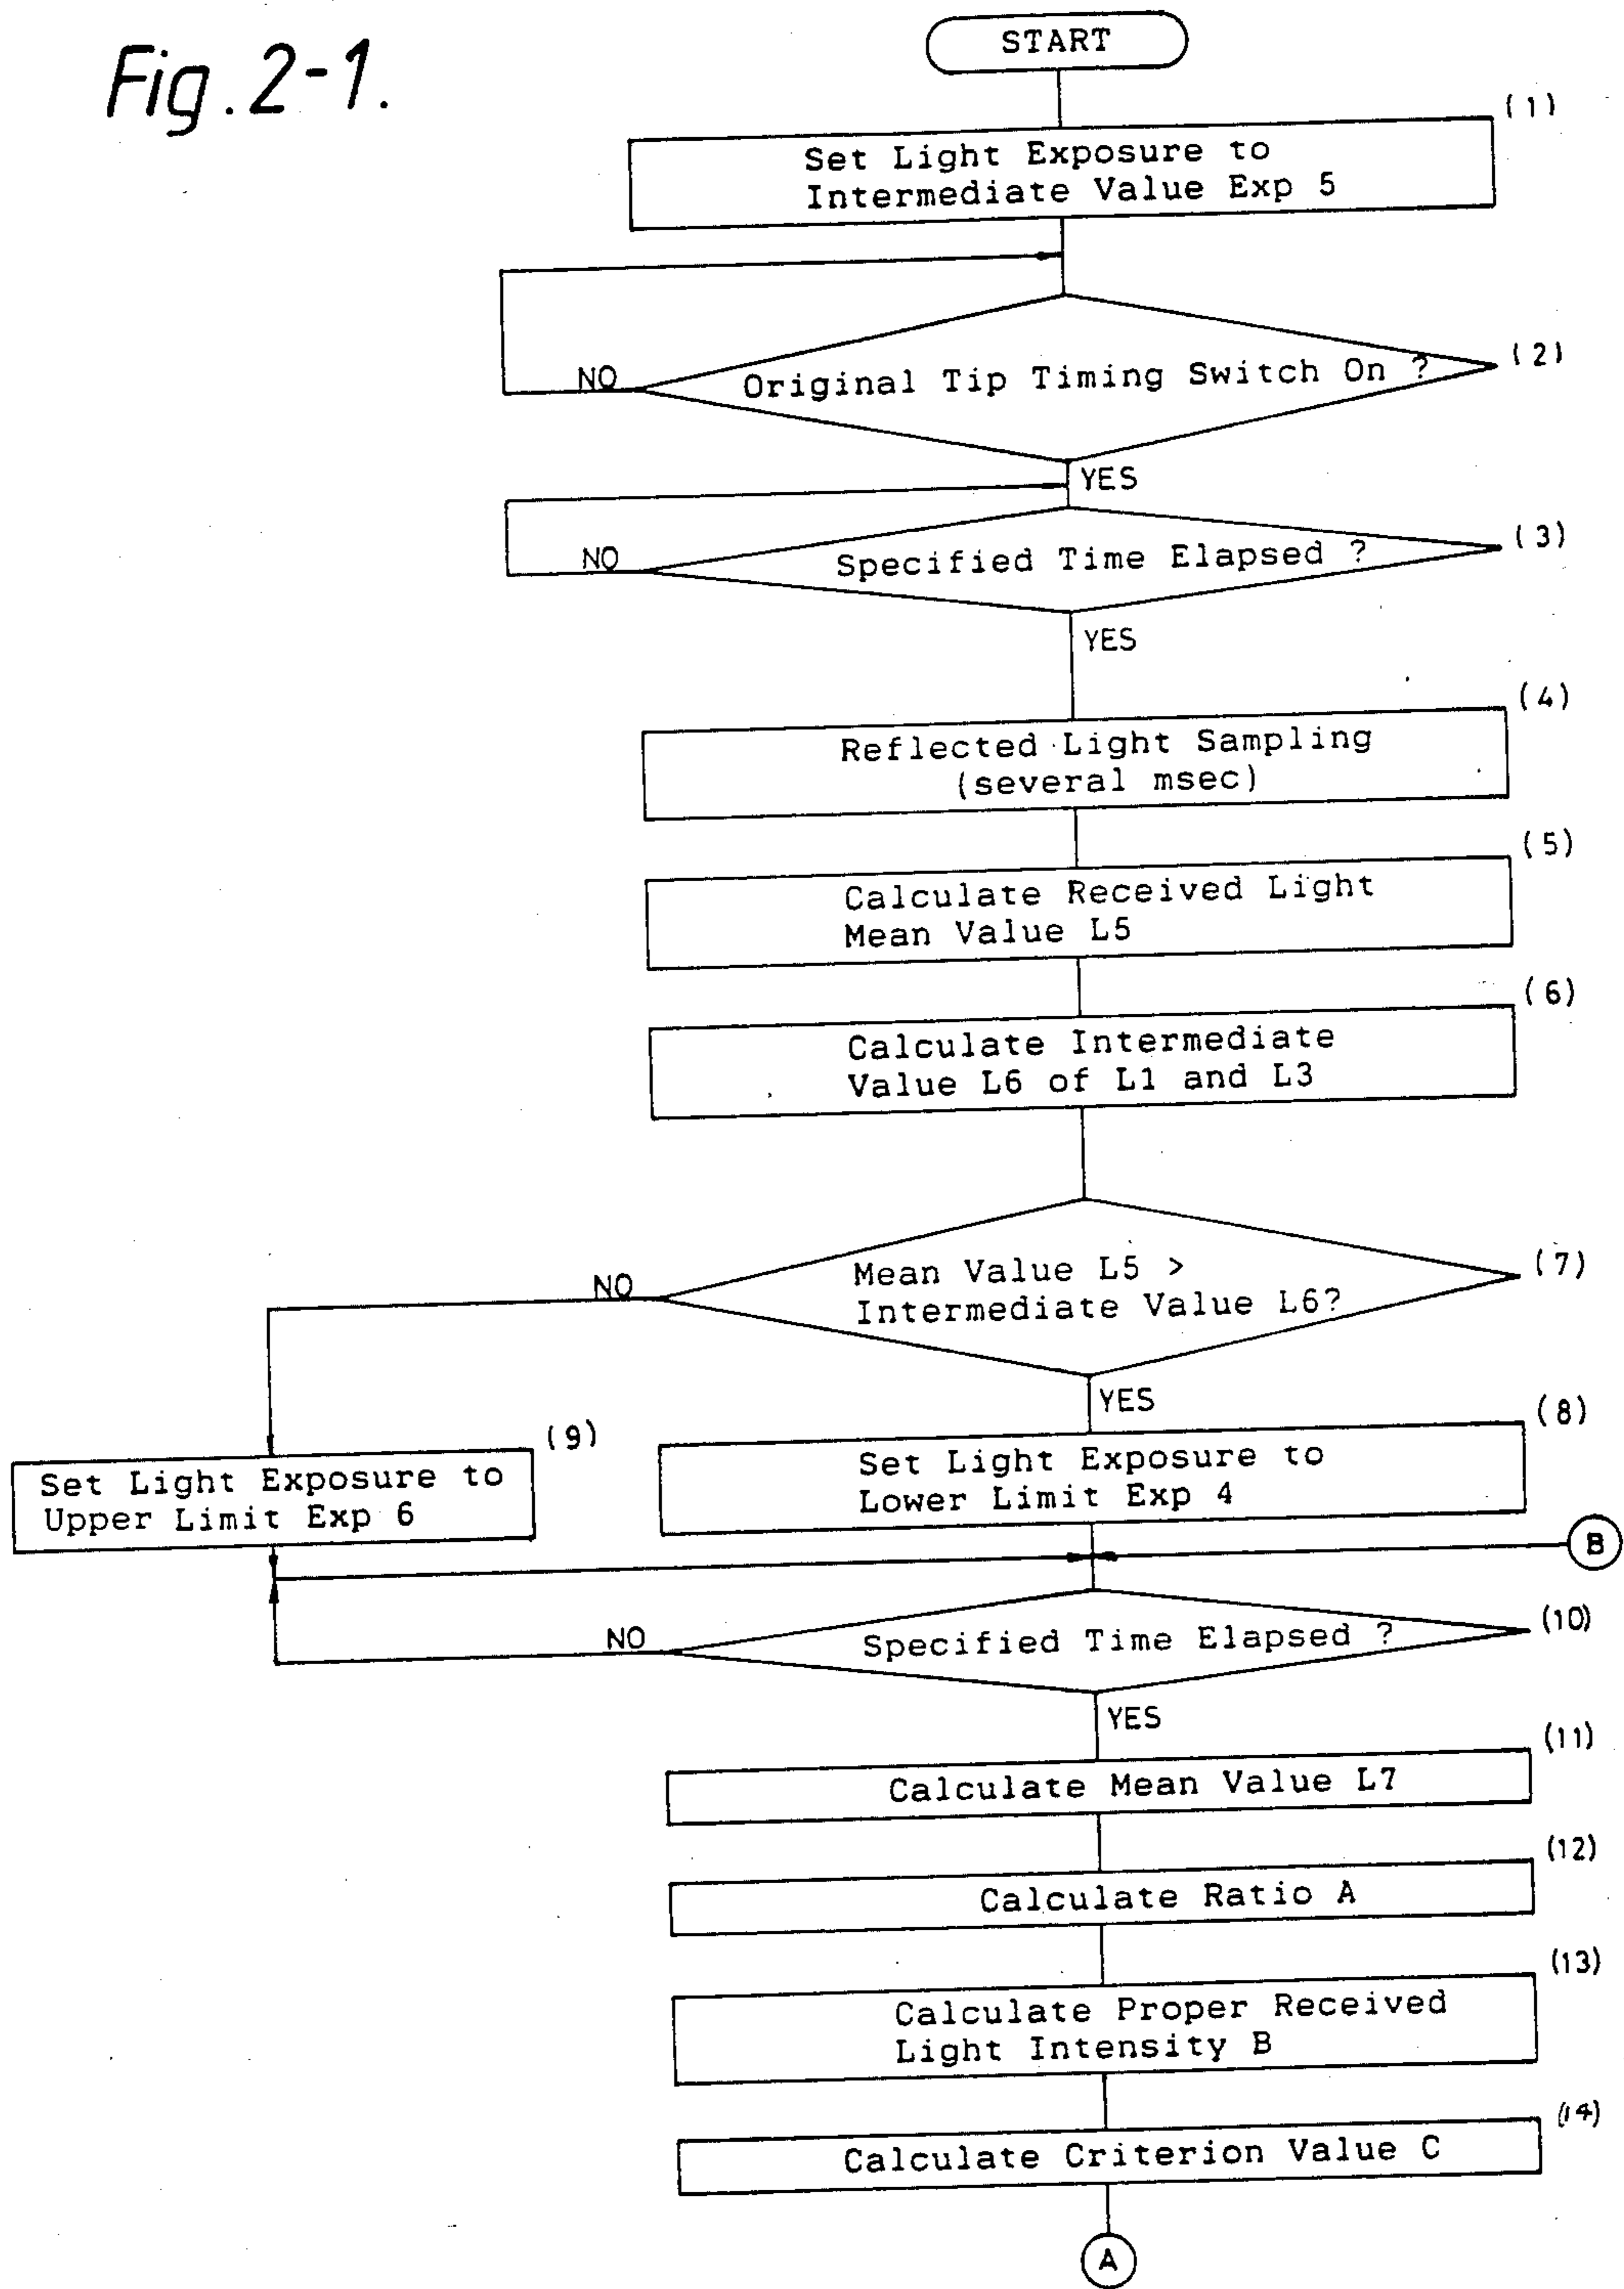 Fig. 2-1.
START
(1)
Set Light Exposure to
Intermediate Value Exp 5
(2)
Original Tip Timing Switch On ?
NO
YES
(3)
Specified Time Elapsed ?
NO
YES
(4)
Reflected Light Sampling
(several msec)
(5)
Calculate Received Light
Mean Value L5
(6)
Calculate Intermediate
Value L6 of L1 and L3
(7)
Mean Value L5 >
Intermediate Value L6?
NO
YES
(8)
Set Light Exposure to
Lower Limit Exp 4
(9)
Set Light Exposure to
Upper Limit Exp 6
B
(10)
Specified Time Elapsed ?
NO
YES
(11)
Calculate Mean Value L7
(12)
Calculate Ratio A
(13)
Calculate Proper Received
Light Intensity B
(14)
Calculate Criterion Value C
A